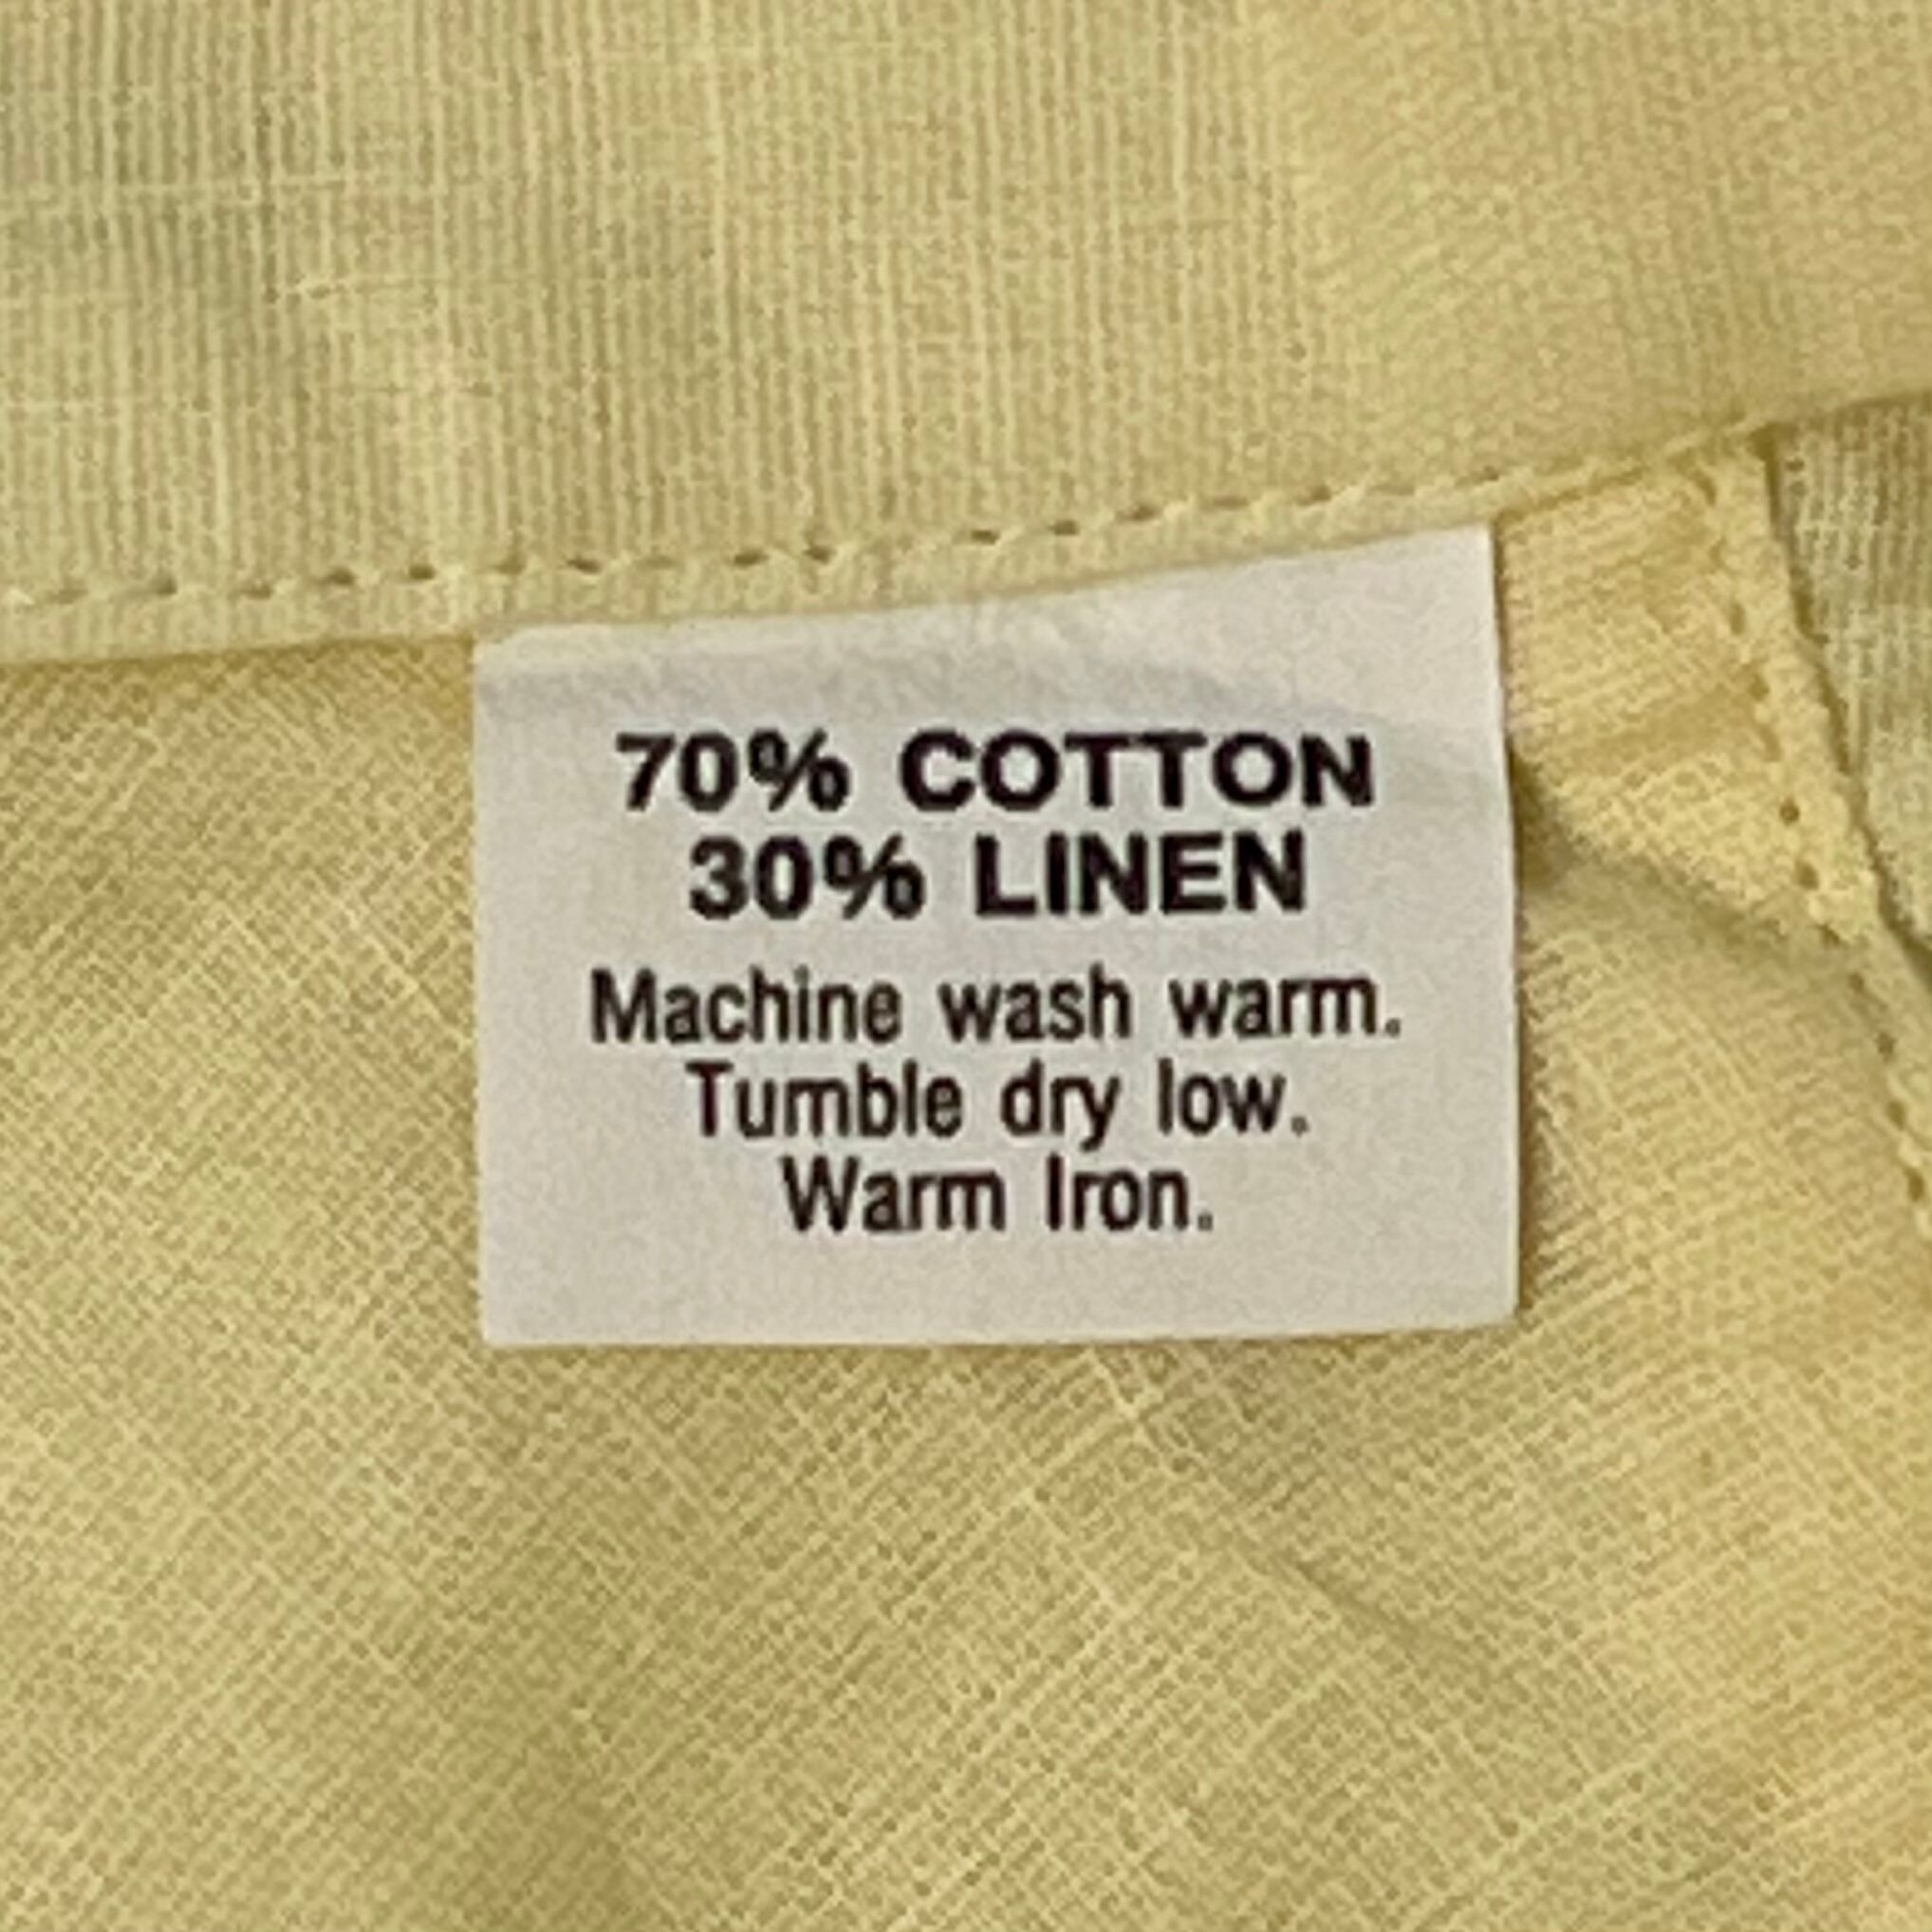 70% COTTON
30% LINEN
Machine wash warm.
Tumble dry low.
Warm Iron.